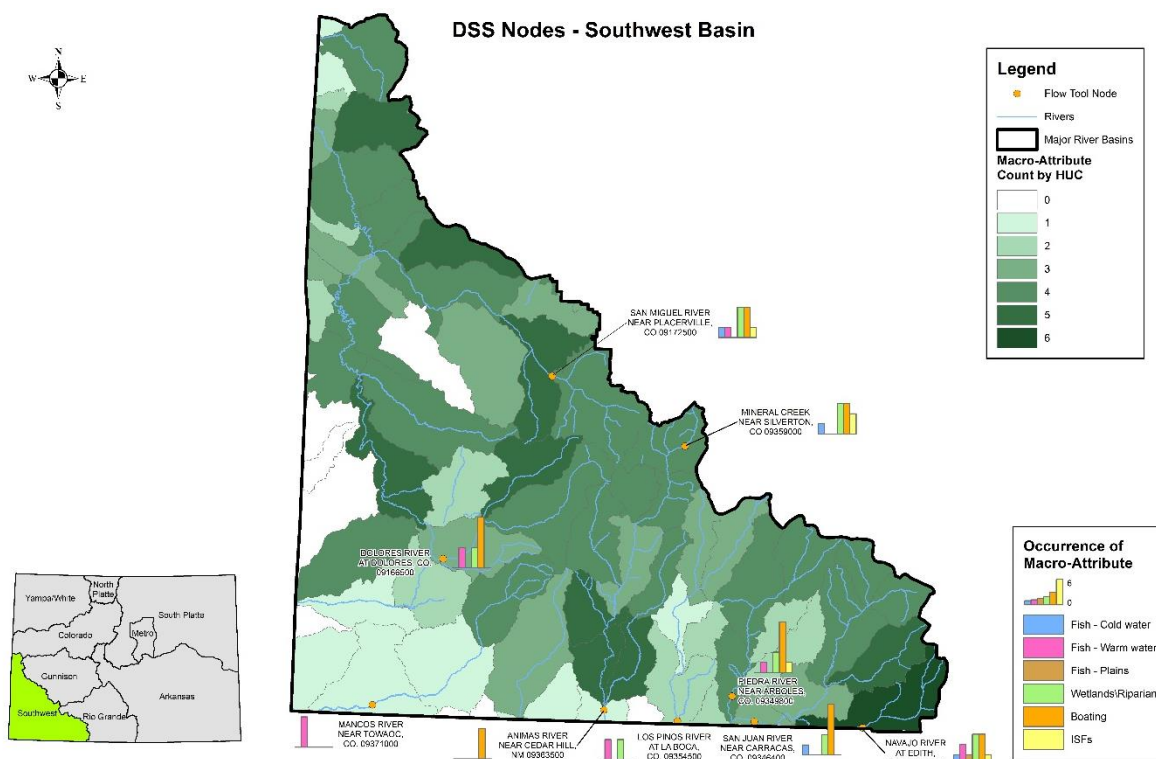 DSS Nodes - Southwest Basin
N
W E
S
Legend
Flow Tool Node
Rivers
Major River Basins
Macro-Attribute
Count by HUC
0
1
2
3
4
5
6
SAN MIGUEL RIVER
NEAR PLACERVILLE,
CO 09172500
MINERAL CREEK
NEAR SILVERTON,
CO 09359000
DOLORES RIVER
AT DOLORES, CO.
09166500
PIEDRA RIVER
NEAR ARBOLES,
CO. 09349800
MANCOS RIVER
NEAR TOWAOC,
CO. 09371000
ANIMAS RIVER
NEAR CEDAR HILL,
NM 09363500
LOS PINOS RIVER
AT LA BOCA,
CO. 09354500
SAN JUAN RIVER
NEAR CARRACAS,
CO. 09346400
NAVAJO RIVER
AT EDITH,
Occurrence of
Macro-Attribute
6
0
Fish - Cold water
Fish - Warm water
Fish - Plains
Wetlands\Riparian
Boating
ISFs
Yampa/White
North
Platte
South Platte
Colorado
Metro
Gunnison
Arkansas
Southwest
Rio Grande